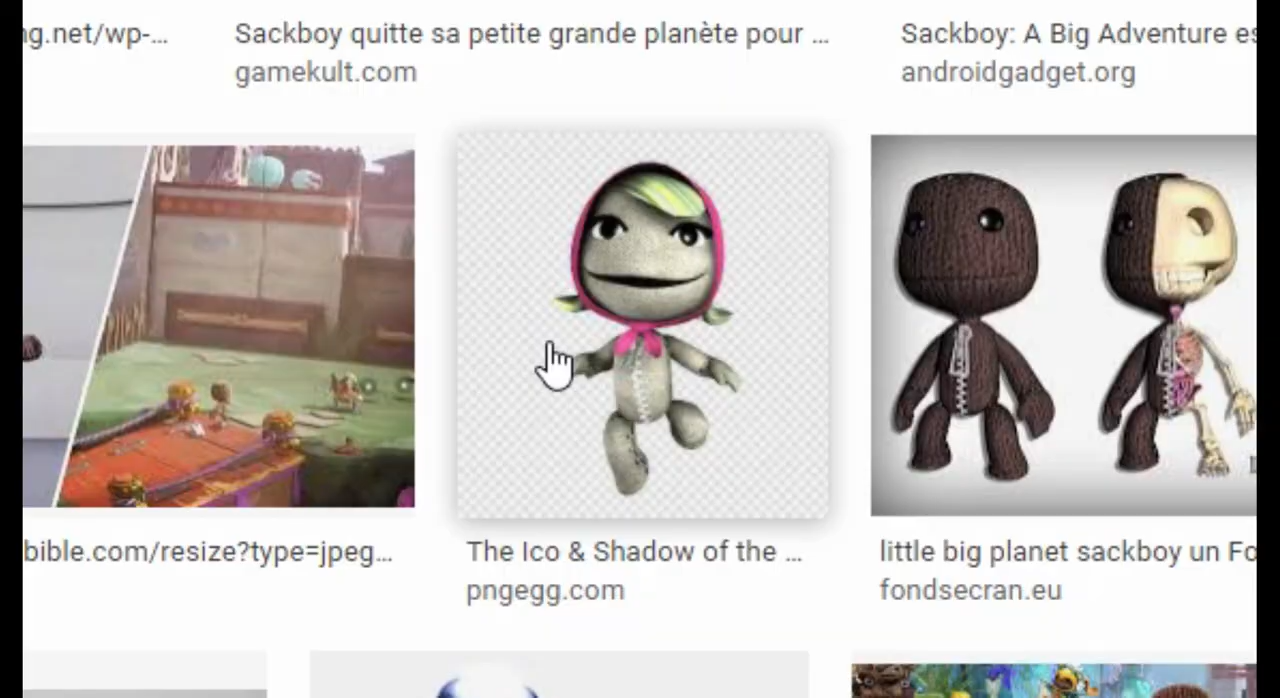 ng.net/wp-...
Sackboy quitte sa petite grande planète pour ...
Sackboy: A Big Adventure es
gamekult.com
androidgadget.org
bible.com/resize?type=jpeg...
The Ico & Shadow of the ...
little big planet sackboy un Fo
pngegg.com
fondsecran.eu